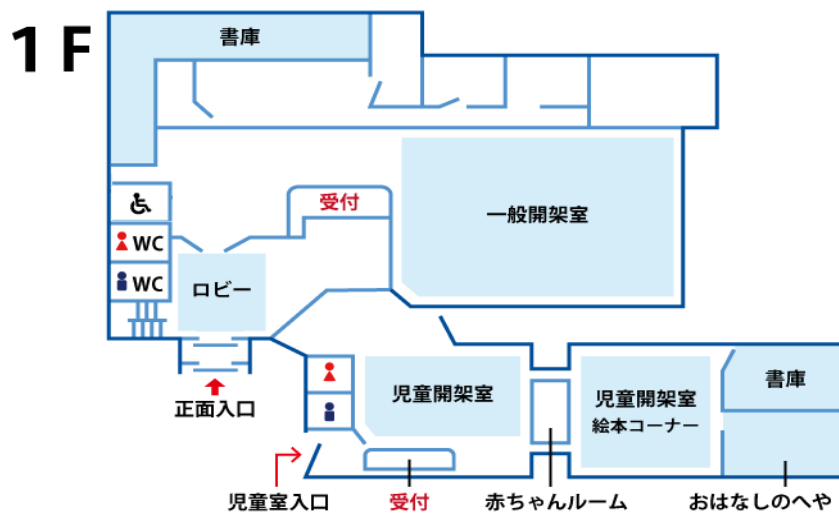 1F
書庫
受付
一般開架室
WC
WC
ロビー
正面入口
児童開架室
児童開架室
絵本コーナー
書庫
児童室入口
受付
赤ちゃんルーム
おはなしのへや